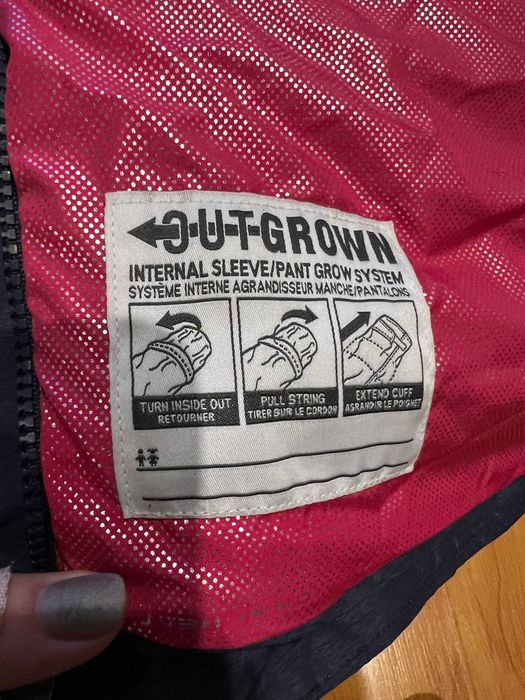 OUTGROWN
INTERNAL SLEEVE/PANT GROW SYSTEM
SYSTÈME INTERNE AGRANDISSEUR MANCHE/PANTALONS
TURN INSIDE OUT
RETOURNER
PULL STRING
TIRER SUR LE CORDON
EXTEND CUFF
AGRANDIR LE POIGNET